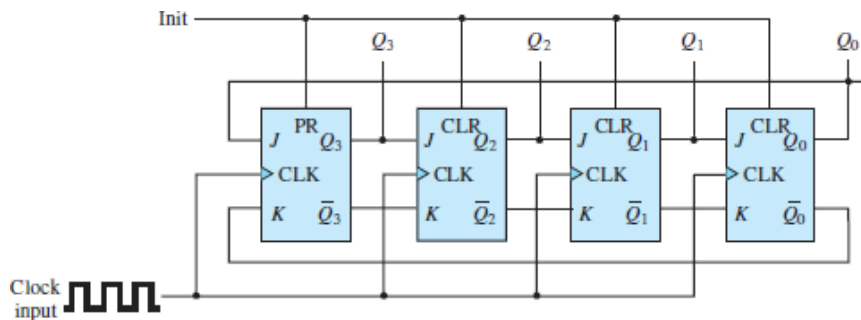 Init
Q3 Q2 Q1 Q0
PR CLR CLR CLR
J Q3 J Q2 J Q1 J Q0
CLK CLK CLK CLK
K Q̅3 K Q̅2 K Q̅1 K Q̅0
Clock
input